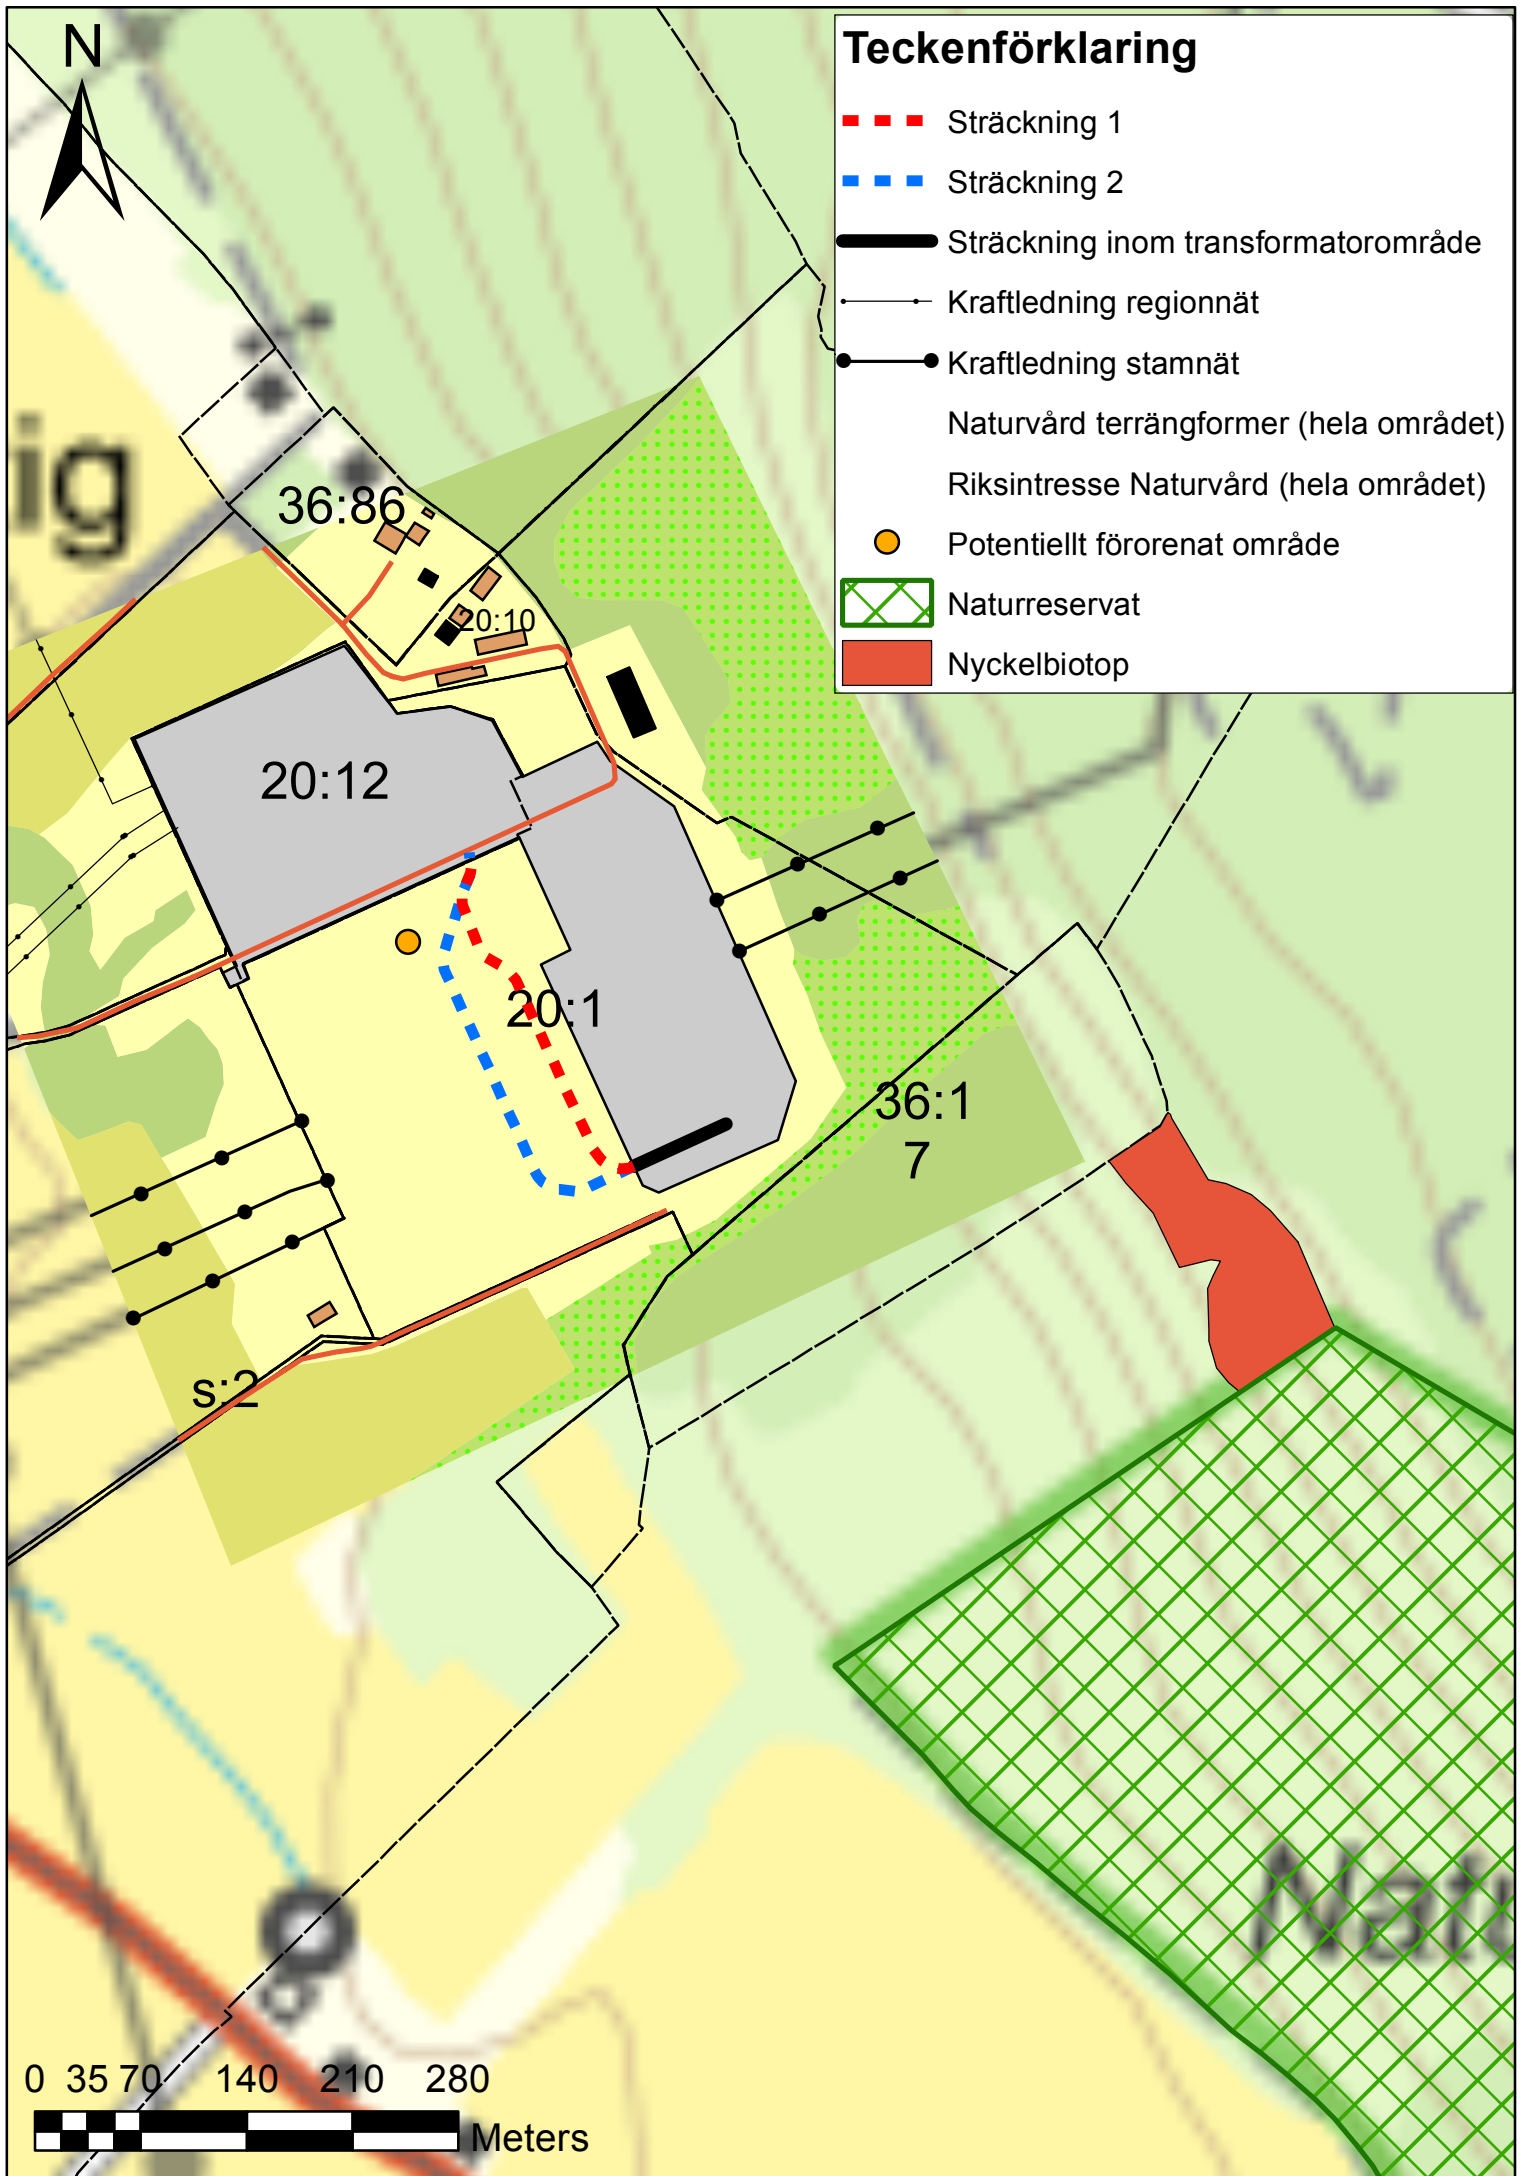 N
Teckenförklaring
Sträckning 1
Sträckning 2
Sträckning inom transformatorområde
Kraftledning regionnät
Kraftledning stamnät
Naturvård terrängformer (hela området)
Riksintresse Naturvård (hela området)
Potentiellt förorenat område
Naturreservat
Nyckelbiotop
ig
36:86
20:10
20:12
20:1
36:1
7
s:2
Natu
0 35 70 140 210 280
Meters